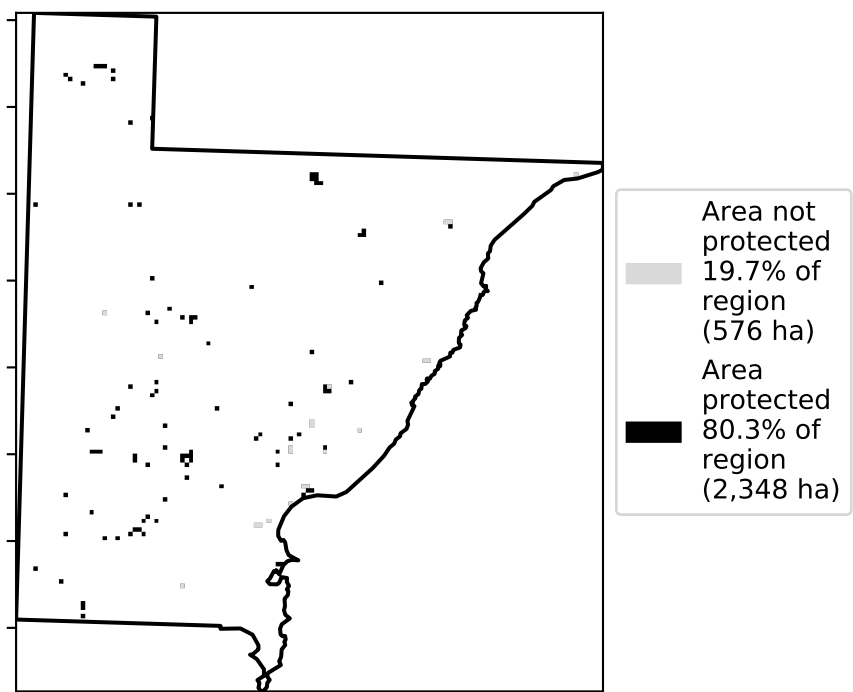 Area not
protected
19.7% of
region
(576 ha)
Area
protected
80.3% of
region
(2,348 ha)